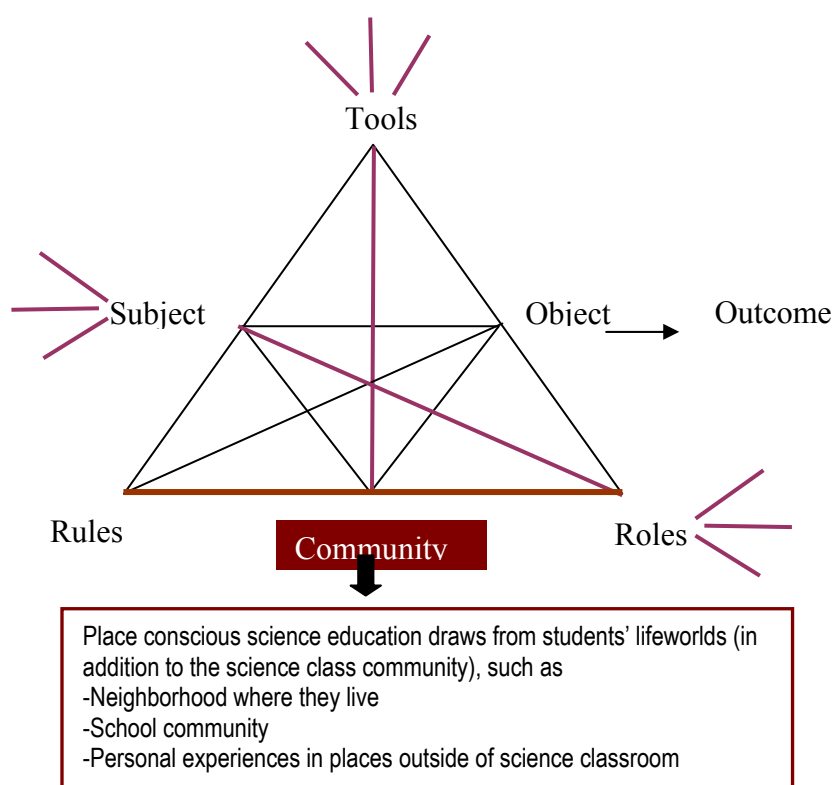 Tools
Subject
Object
Outcome
Rules
Community
Roles
Place conscious science education draws from students’ lifeworlds (in
addition to the science class community), such as
-Neighborhood where they live
-School community
-Personal experiences in places outside of science classroom